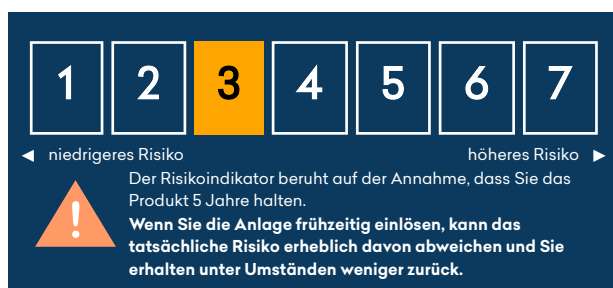 1 2 3 4 5 6 7
◄ niedrigeres Risiko höheres Risiko ►
Der Risikoindikator beruht auf der Annahme, dass Sie das
Produkt 5 Jahre halten.
Wenn Sie die Anlage frühzeitig einlösen, kann das
tatsächliche Risiko erheblich davon abweichen und Sie
erhalten unter Umständen weniger zurück.